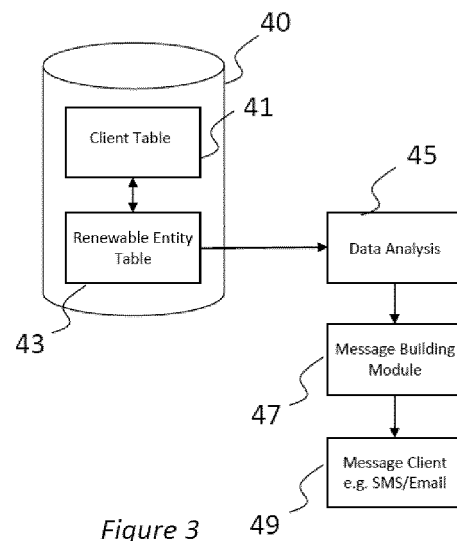 40
Client Table
41
45
Renewable Entity
Table
Data Analysis
43
Message Building
Module
47
Message Client
e.g. SMS/Email
49
Figure 3